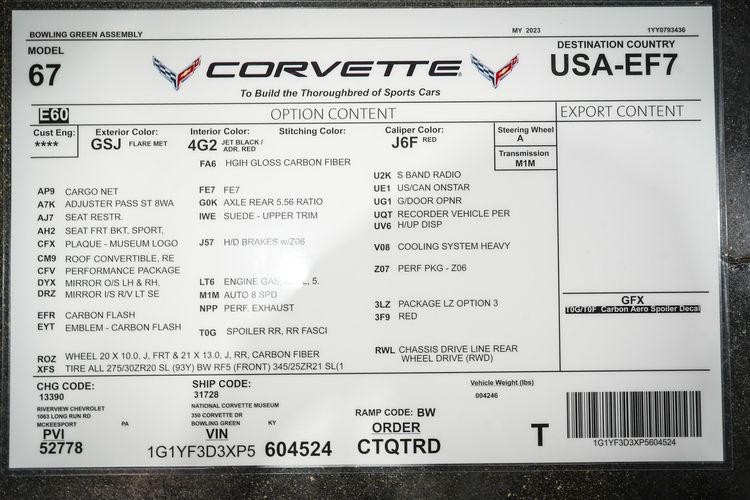 BOWLING GREEN ASSEMBLY MY 2023 1YY0793436
MODEL DESTINATION COUNTRY
67 CORVETTE USA-EF7
To Build the Thoroughbred of Sports Cars
E60 OPTION CONTENT EXPORT CONTENT
Cust Eng: Exterior Color: Interior Color: Stitching Color: Caliper Color: Steering Wheel
**** GSJ FLARE MET 4G2 JET BLACK / ADR. RED J6F RED A
Transmission
M1M
FA6 HGIH GLOSS CARBON FIBER
U2K S BAND RADIO
AP9 CARGO NET FE7 FE7 UE1 US/CAN ONSTAR
A7K ADJUSTER PASS ST 8WA G0K AXLE REAR 5.56 RATIO UG1 G/DOOR OPNR
AJ7 SEAT RESTR. IWE SUEDE - UPPER TRIM UQT RECORDER VEHICLE PER
AH2 SEAT FRT BKT, SPORT, UV6 H/UP DISP
CFX PLAQUE - MUSEUM LOGO J57 H/D BRAKES w/Z06 V08 COOLING SYSTEM HEAVY
CM9 ROOF CONVERTIBLE, RE
CFV PERFORMANCE PACKAGE Z07 PERF PKG - Z06
DYX MIRROR O/S LH & RH, LT6 ENGINE GAS, 5.
DRZ MIRROR I/S R/V LT SE M1M AUTO 8 SPD
NPP PERF. EXHAUST 3LZ PACKAGE LZ OPTION 3
EFR CARBON FLASH 3F9 RED
EYT EMBLEM - CARBON FLASH T0G SPOILER RR, RR FASCI
GFX
T0G/T0F Carbon Aero Spoiler Decal
RWL CHASSIS DRIVE LINE REAR
WHEEL DRIVE (RWD)
ROZ WHEEL 20 X 10.0, J, FRT & 21 X 13.0, J, RR, CARBON FIBER
XFS TIRE ALL 275/30ZR20 SL (93Y) BW RF5 (FRONT) 345/25ZR21 SL(1
CHG CODE: SHIP CODE: Vehicle Weight (lbs)
13390 31728 004246
RIVERVIEW CHEVROLET NATIONAL CORVETTE MUSEUM
1063 LONG RUN RD 350 CORVETTE DR RAMP CODE: BW
MCKEESPORT PA BOWLING GREEN KY
PVI VIN ORDER T
52778 1G1YF3D3XP5 604524 CTQTRD 1G1YF3D3XP5604524